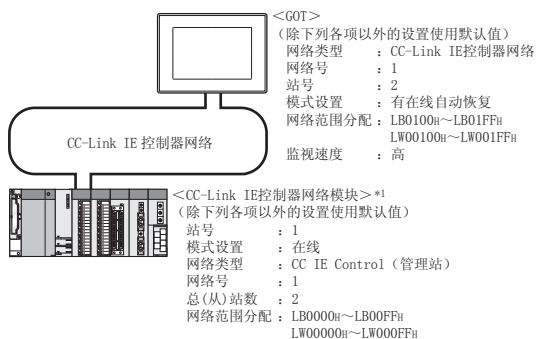 <GOT>
(除下列各项以外的设置使用默认值)
网络类型 : CC-Link IE控制器网络
网络号 : 1
站号 : 2
模式设置 : 有在线自动恢复
网络范围分配 : LB0100H~LB01FFH
LW00100H~LW001FFH
监视速度 : 高
CC-Link IE 控制器网络
<CC-Link IE控制器网络模块>*1
(除下列各项以外的设置使用默认值)
站号 : 1
模式设置 : 在线
网络类型 : CC IE Control(管理站)
网络号 : 1
总(从)站数 : 2
网络范围分配 : LB0000H~LB00FFH
LW00000H~LW000FFH